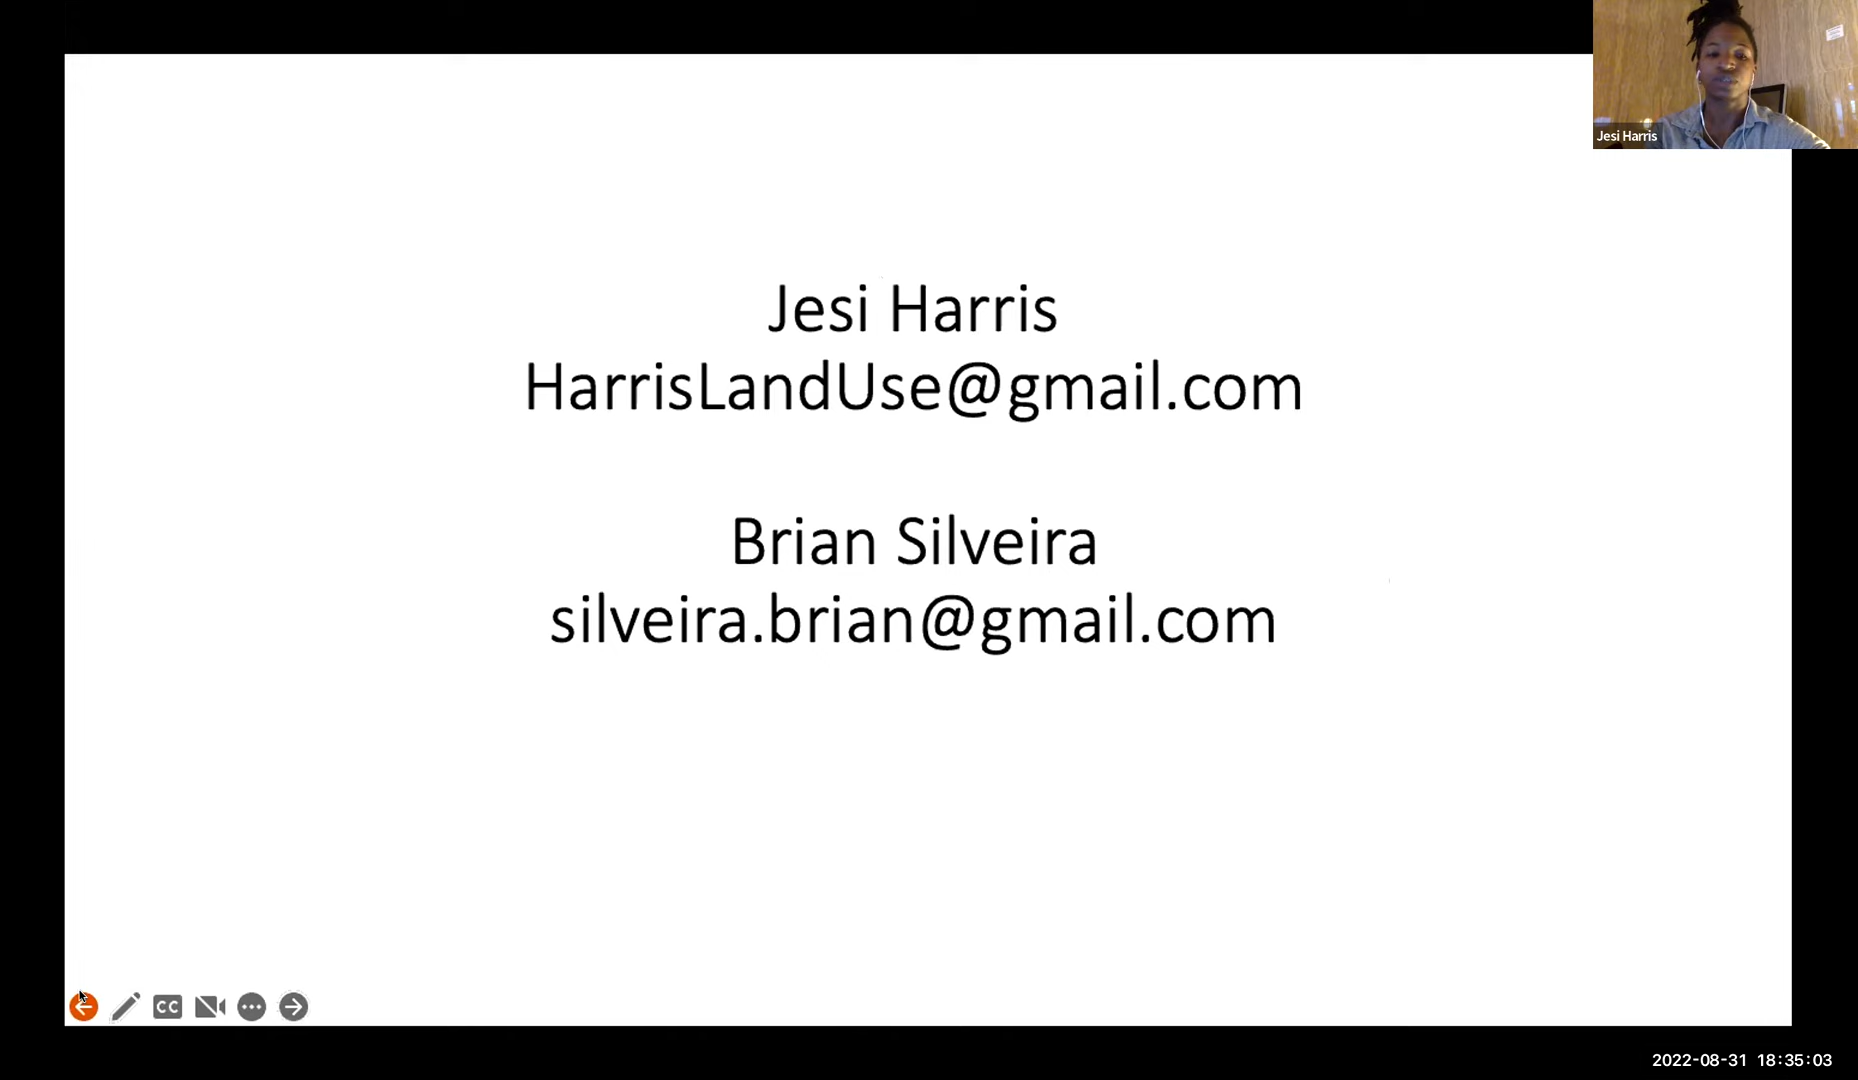 Jesi Harris
Jesi Harris
HarrisLandUse@gmail.com
Brian Silveira
silveira.brian@gmail.com
CC
2022-08-31 18:35:03